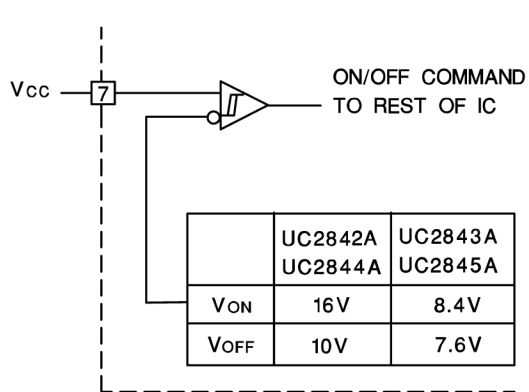 ON/OFF COMMAND
Vcc 7 TO REST OF IC
UC2842A UC2843A
UC2844A UC2845A
VON 16V 8.4V
VOFF 10V 7.6V